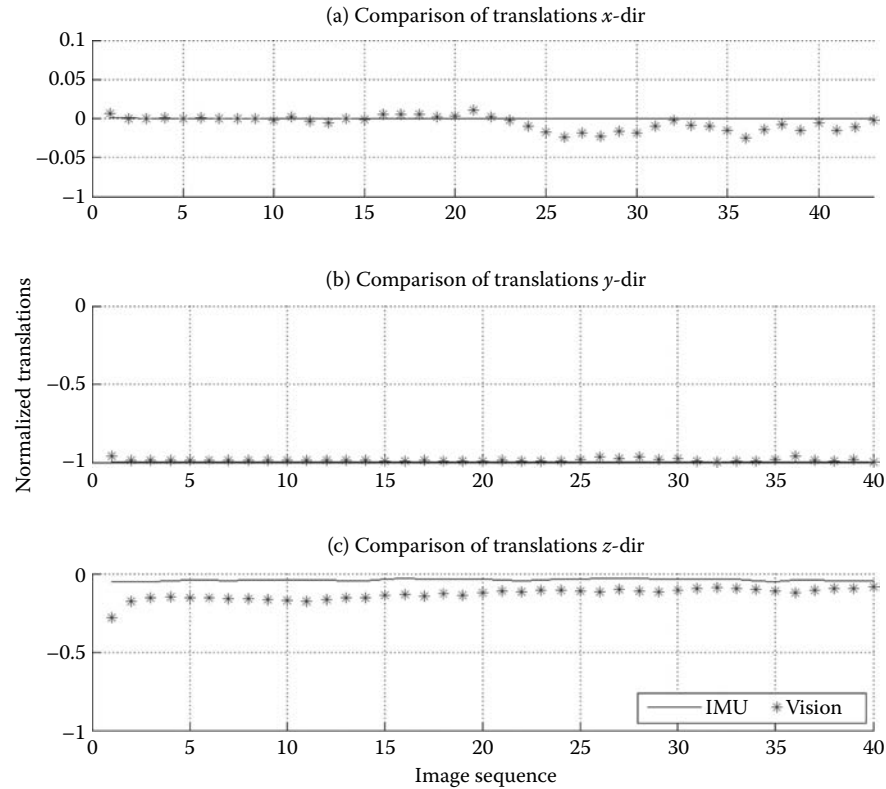 (a) Comparison of translations x-dir
0.1
0.05
0
−0.05
−1
0 5 10 15 20 25 30 35 40
Normalized translations
(b) Comparison of translations y-dir
0
−0.5
−1
0 5 10 15 20 25 30 35 40
(c) Comparison of translations z-dir
0
−0.5
−1
IMU Vision
0 5 10 15 20 25 30 35 40
Image sequence